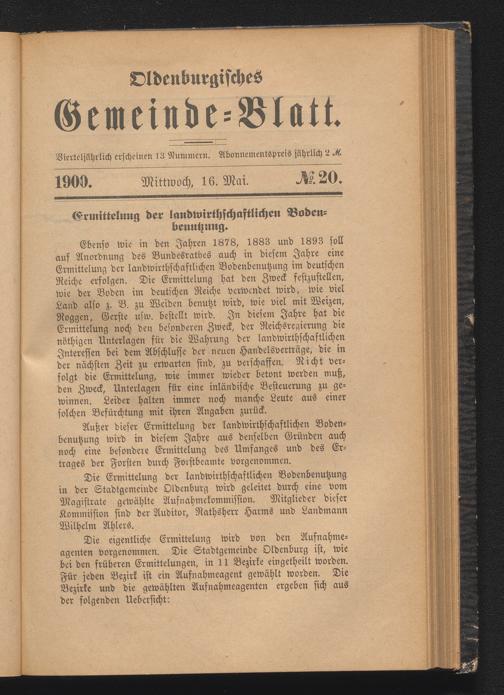 Oldenburgisches
Gemeinde-Blatt.
Vierteljährlich erscheinen 13 Nummern. Abonnementspreis jährlich 2 ℳ.
1909. Mittwoch, 16. Mai. № 20.
Ermittelung der landwirthschaftlichen Boden-
benutzung.
Ebenso wie in den Jahren 1878, 1883 und 1893 soll
auf Anordnung des Bundesrathes auch in diesem Jahre eine
Ermittelung der landwirthschaftlichen Bodenbenutzung im deutschen
Reiche erfolgen. Die Ermittelung hat den Zweck festzustellen,
wie der Boden im deutschen Reiche verwendet wird, wie viel
Land also z. B. zu Weiden benutzt wird, wie viel mit Weizen,
Roggen, Gerste usw. bestellt wird. In diesem Jahre hat die
Ermittelung noch den besonderen Zweck, der Reichsregierung die
nöthigen Unterlagen für die Wahrung der landwirthschaftlichen
Interessen bei dem Abschlusse der neuen Handelsverträge, die in
der nächsten Zeit zu erwarten sind, zu verschaffen. Nicht ver-
folgt die Ermittelung, wie immer wieder betont werden muß,
den Zweck, Unterlagen für eine inländische Besteuerung zu ge-
winnen. Leider halten immer noch manche Leute aus einer
solchen Befürchtung mit ihren Angaben zurück.
Außer dieser Ermittelung der landwirthschaftlichen Boden-
benutzung wird in diesem Jahre aus denselben Gründen auch
noch eine besondere Ermittelung des Umfanges und des Er-
trages der Forsten durch Forstbeamte vorgenommen.
Die Ermittelung der landwirthschaftlichen Bodenbenutzung
in der Stadtgemeinde Oldenburg wird geleitet durch eine vom
Magistrate gewählte Aufnahmekommission. Mitglieder dieser
Kommission sind der Auditor, Rathsherr Harms und Landmann
Wilhelm Ahlers.
Die eigentliche Ermittelung wird von den Aufnahme-
agenten vorgenommen. Die Stadtgemeinde Oldenburg ist, wie
bei den früheren Ermittelungen, in 11 Bezirke eingetheilt worden.
Für jeden Bezirk ist ein Aufnahmeagent gewählt worden. Die
Bezirke und die gewählten Aufnahmeagenten ergeben sich aus
der folgenden Uebersicht: